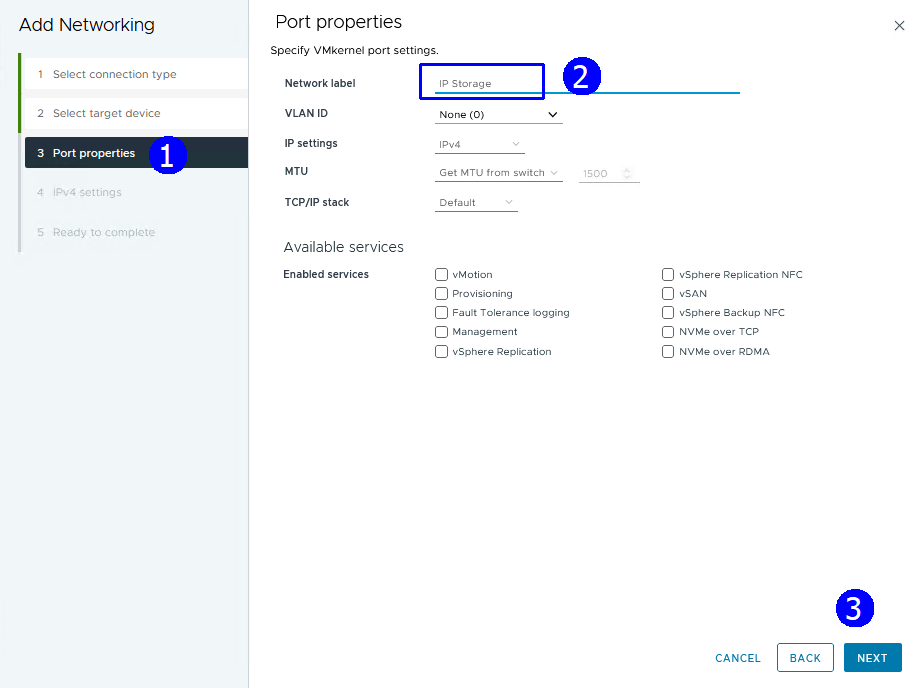 Add Networking
1 Select connection type
2 Select target device
3 Port properties
1
4 IPv4 settings
5 Ready to complete
Port properties
Specify VMkernel port settings.
Network label IP Storage
2
VLAN ID None (0)
IP settings IPv4
MTU Get MTU from switch 1500
TCP/IP stack Default
Available services
Enabled services vMotion vSphere Replication NFC
Provisioning vSAN
Fault Tolerance logging vSphere Backup NFC
Management NVMe over TCP
vSphere Replication NVMe over RDMA
3
CANCEL BACK NEXT